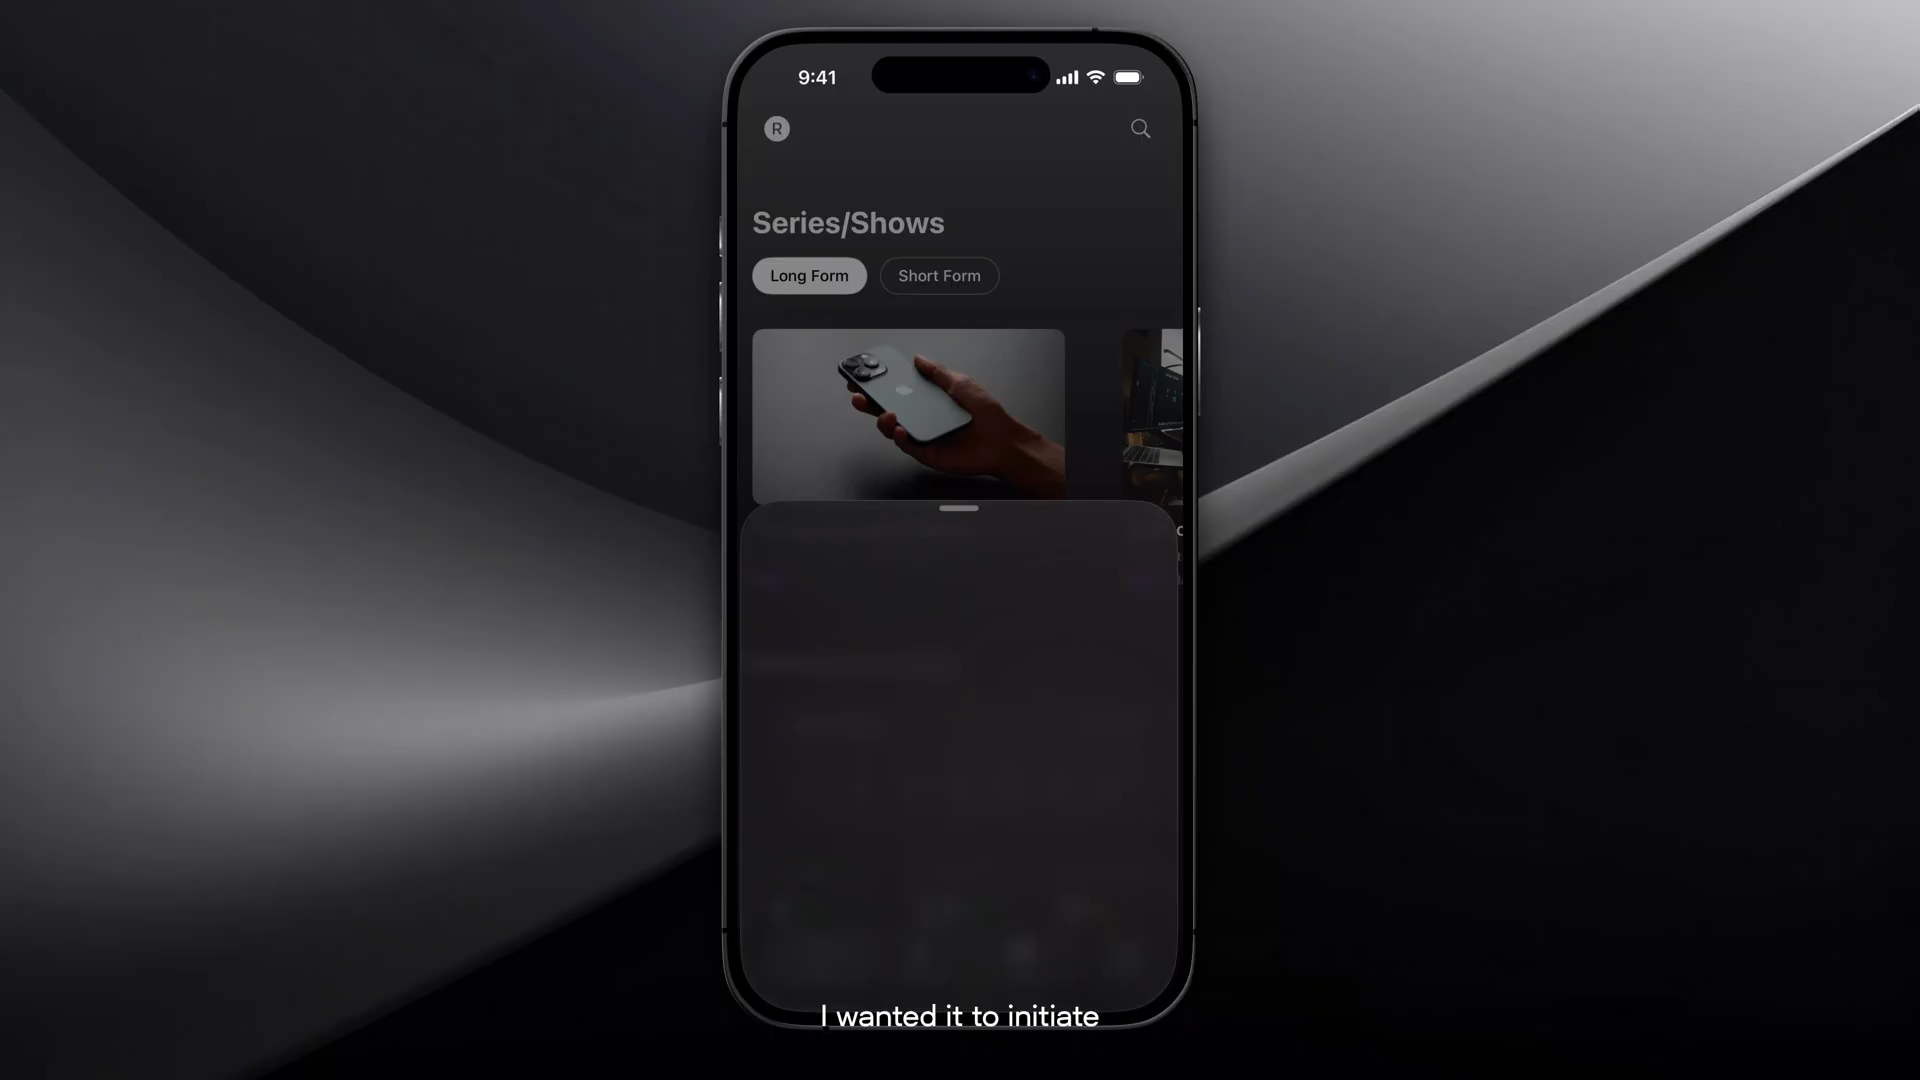 9:41
R
Series/Shows
Long Form
Short Form
I wanted it to initiate